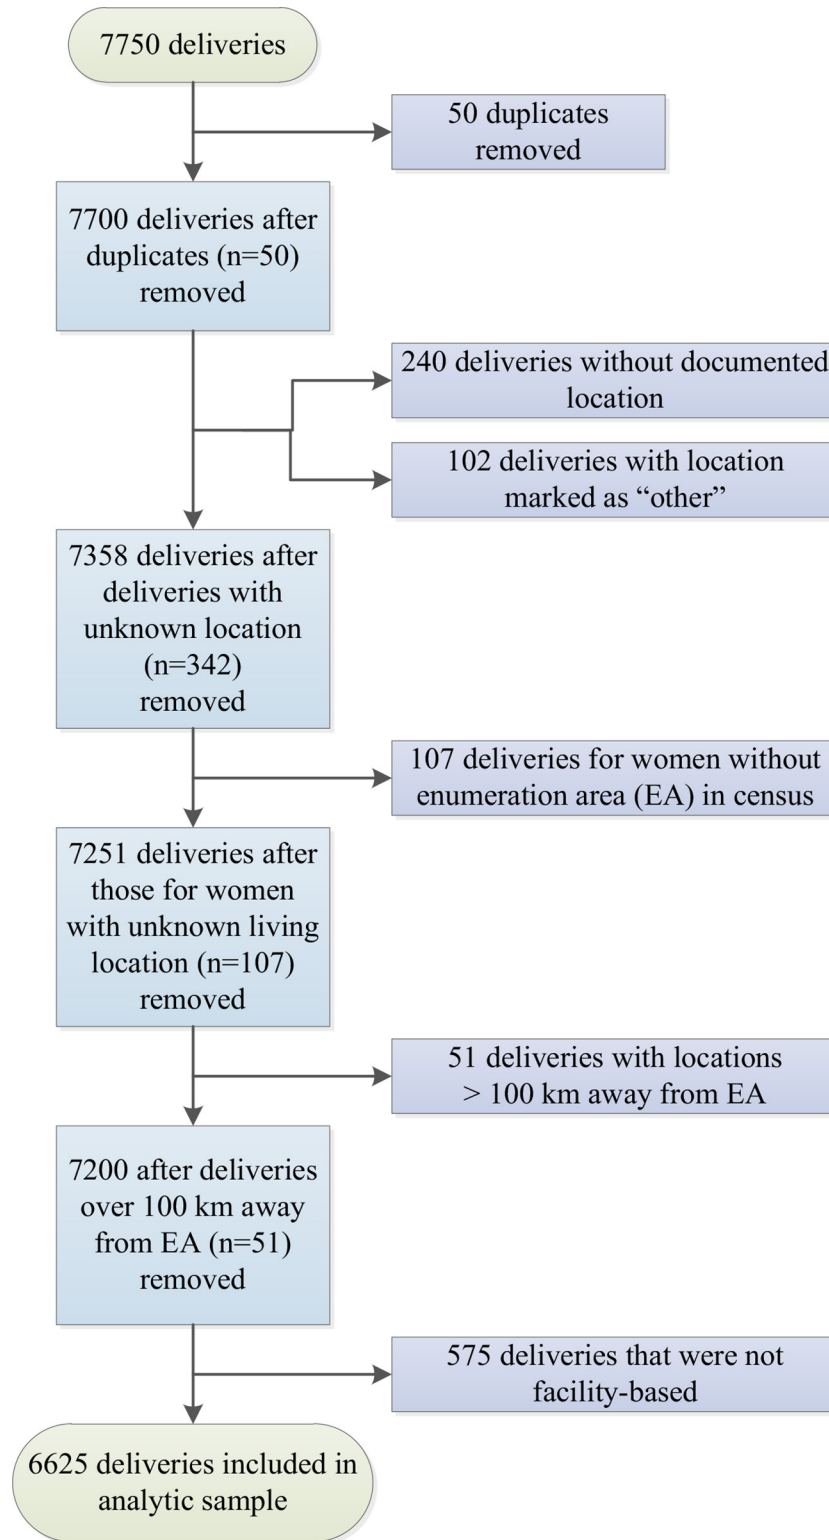 7750 deliveries
50 duplicates
removed
7700 deliveries after
duplicates (n=50)
removed
240 deliveries without documented
location
102 deliveries with location
marked as “other”
7358 deliveries after
deliveries with
unknown location
(n=342)
removed
107 deliveries for women without
enumeration area (EA) in census
7251 deliveries after
those for women
with unknown living
location (n=107)
removed
51 deliveries with locations
> 100 km away from EA
7200 after deliveries
over 100 km away
from EA (n=51)
removed
575 deliveries that were not
facility-based
6625 deliveries included in
analytic sample